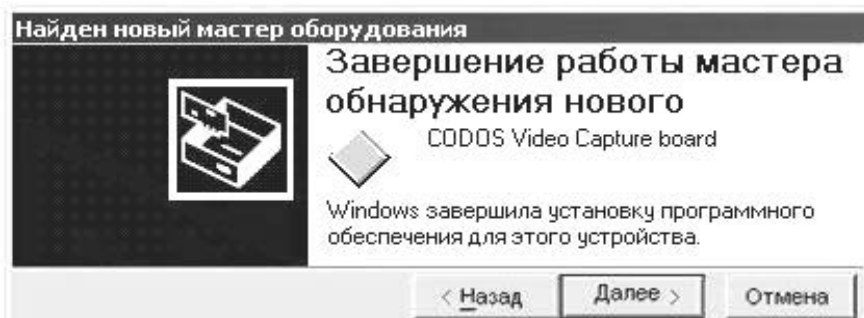 Найден новый мастер оборудования
Завершение работы мастера
обнаружения нового
CODOS Video Capture board
Windows завершила установку программного
обеспечения для этого устройства.
< Назад
Далее >
Отмена